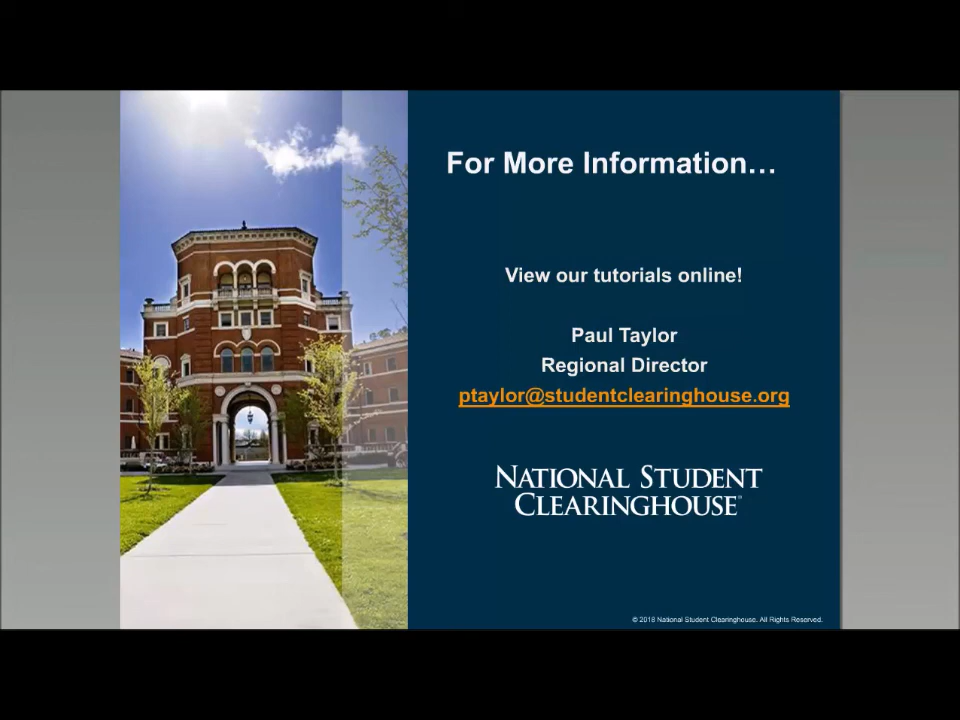 For More Information…
View our tutorials online!
Paul Taylor
Regional Director
ptaylor@studentclearinghouse.org
NATIONAL STUDENT
CLEARINGHOUSE
© 2016 National Student Clearinghouse. All Rights Reserved.